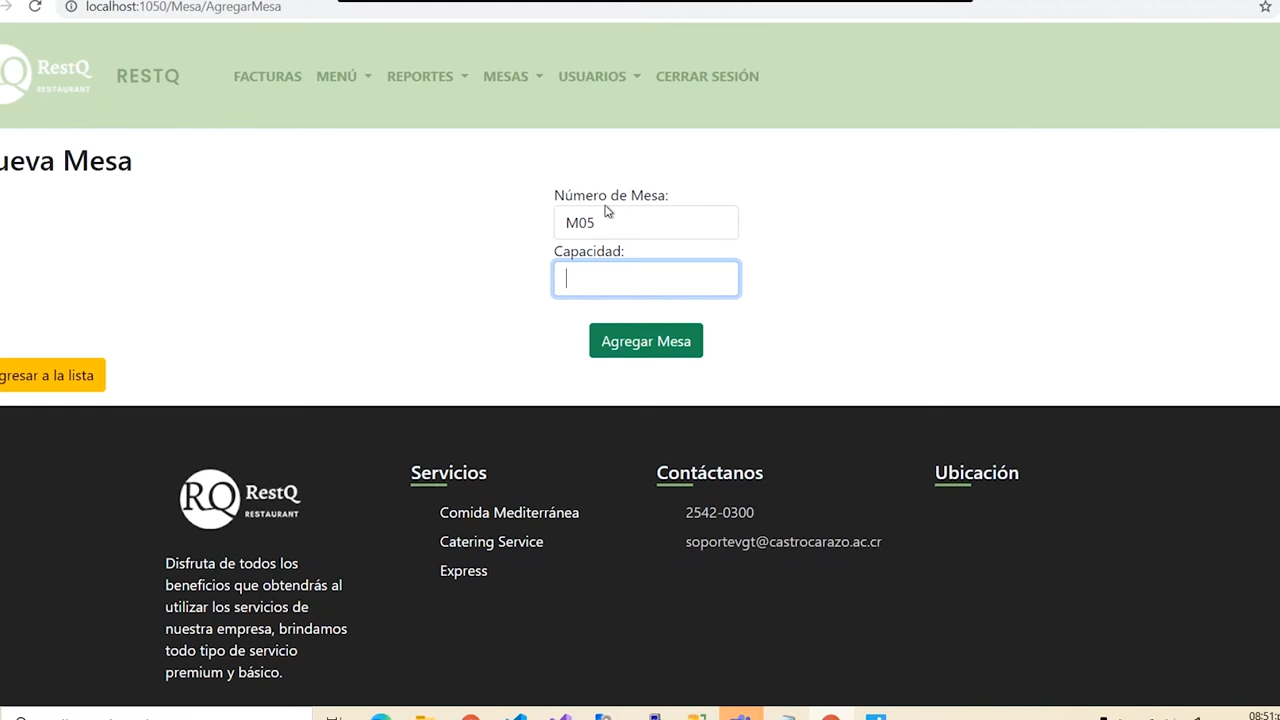 localhost:1050/Mesa/AgregarMesa
RestQ
RESTAURANT
RESTQ
FACTURAS MENÚ REPORTES MESAS USUARIOS CERRAR SESIÓN
ueva Mesa
Número de Mesa:
M05
Capacidad:
Agregar Mesa
gresar a la lista
RQ RestQ
RESTAURANT
Disfruta de todos los
beneficios que obtendrás al
utilizar los servicios de
nuestra empresa, brindamos
todo tipo de servicio
premium y básico.
Servicios
Comida Mediterránea
Catering Service
Express
Contáctanos
2542-0300
soportevgt@castrocarazo.ac.cr
Ubicación